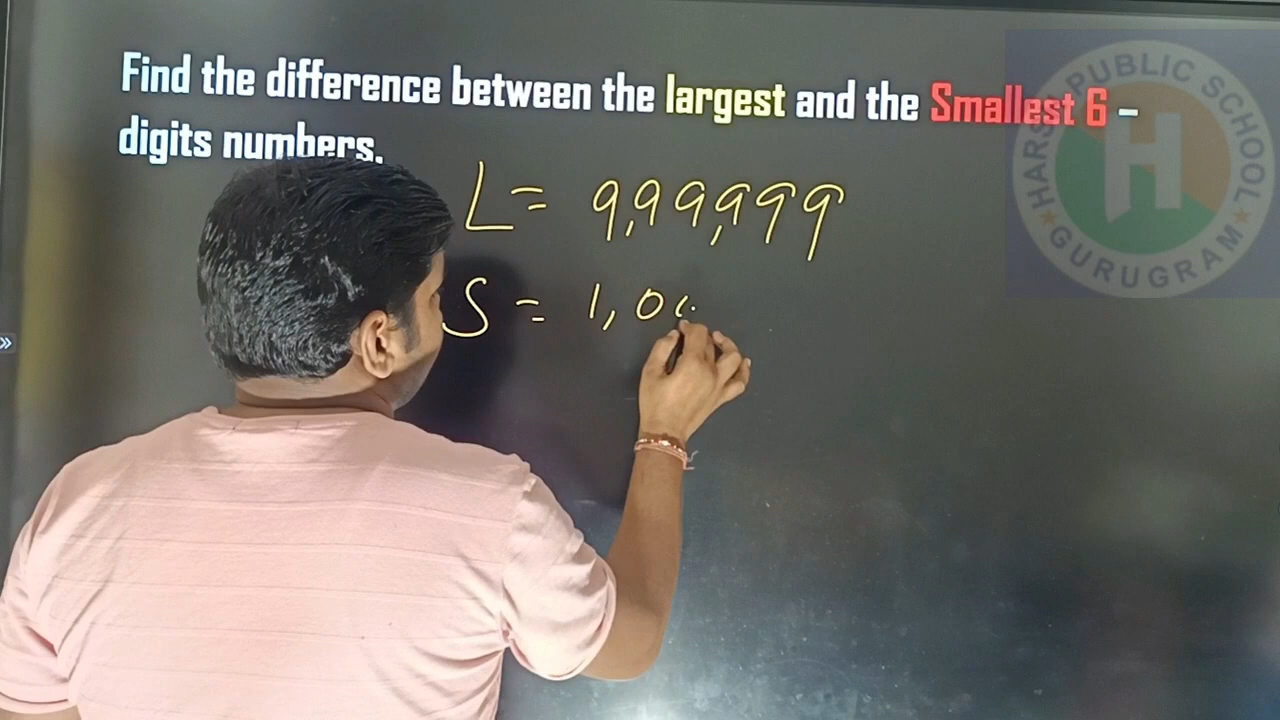 Find the difference between the largest and the Smallest 6 –
digits numbers.
L = 9,99,999
S = 1,00
HARSH PUBLIC SCHOOL
H
GURUGRAM
»